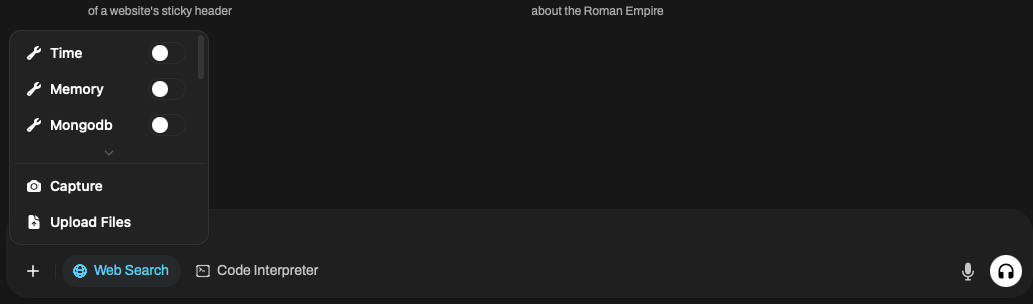 of a website's sticky header
about the Roman Empire
Time
Memory
Mongodb
Capture
Upload Files
Web Search
Code Interpreter